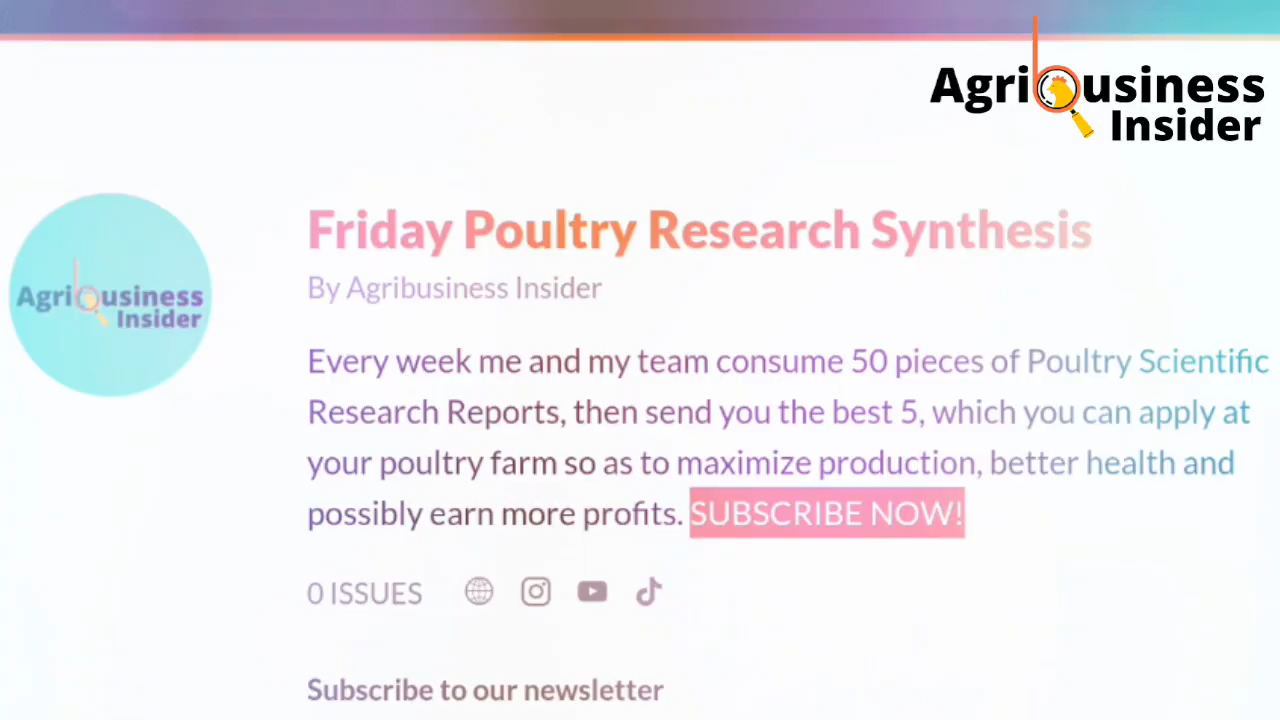 Agribusiness
Insider
Friday Poultry Research Synthesis
By Agribusiness Insider
Agribusiness
Insider
Every week me and my team consume 50 pieces of Poultry Scientific
Research Reports, then send you the best 5, which you can apply at
your poultry farm so as to maximize production, better health and
possibly earn more profits. SUBSCRIBE NOW!
0 ISSUES
Subscribe to our newsletter